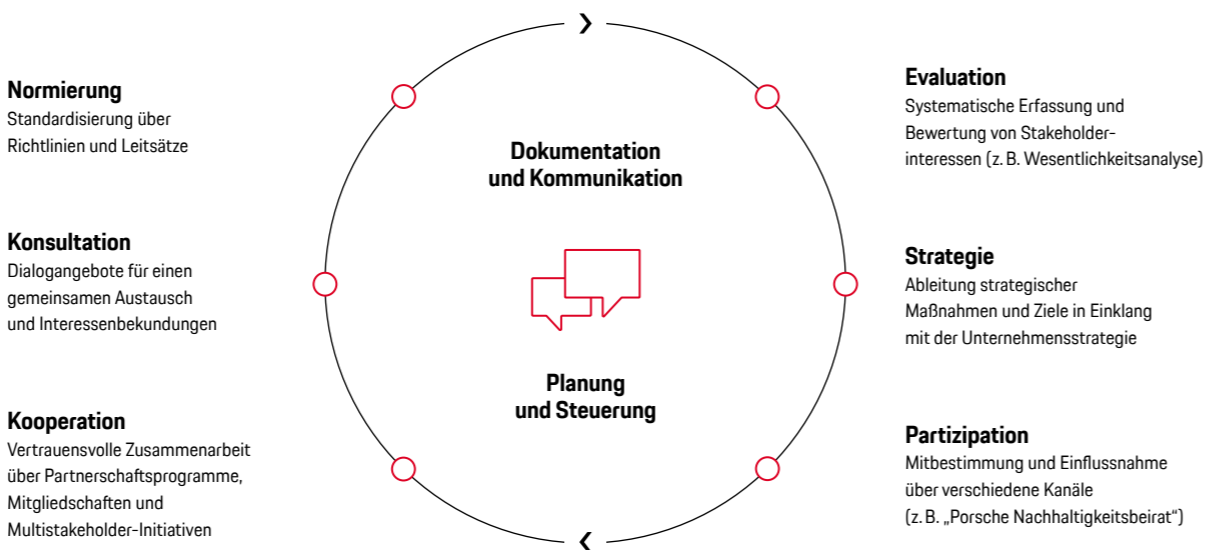 Normierung
Standardisierung über
Richtlinien und Leitsätze
Konsultation
Dialogangebote für einen
gemeinsamen Austausch
und Interessenbekundungen
Kooperation
Vertrauensvolle Zusammenarbeit
über Partnerschaftsprogramme,
Mitgliedschaften und
Multistakeholder-Initiativen
Dokumentation
und Kommunikation
Planung
und Steuerung
Evaluation
Systematische Erfassung und
Bewertung von Stakeholder-
interessen (z. B. Wesentlichkeitsanalyse)
Strategie
Ableitung strategischer
Maßnahmen und Ziele in Einklang
mit der Unternehmensstrategie
Partizipation
Mitbestimmung und Einflussnahme
über verschiedene Kanäle
(z. B. „Porsche Nachhaltigkeitsbeirat“)